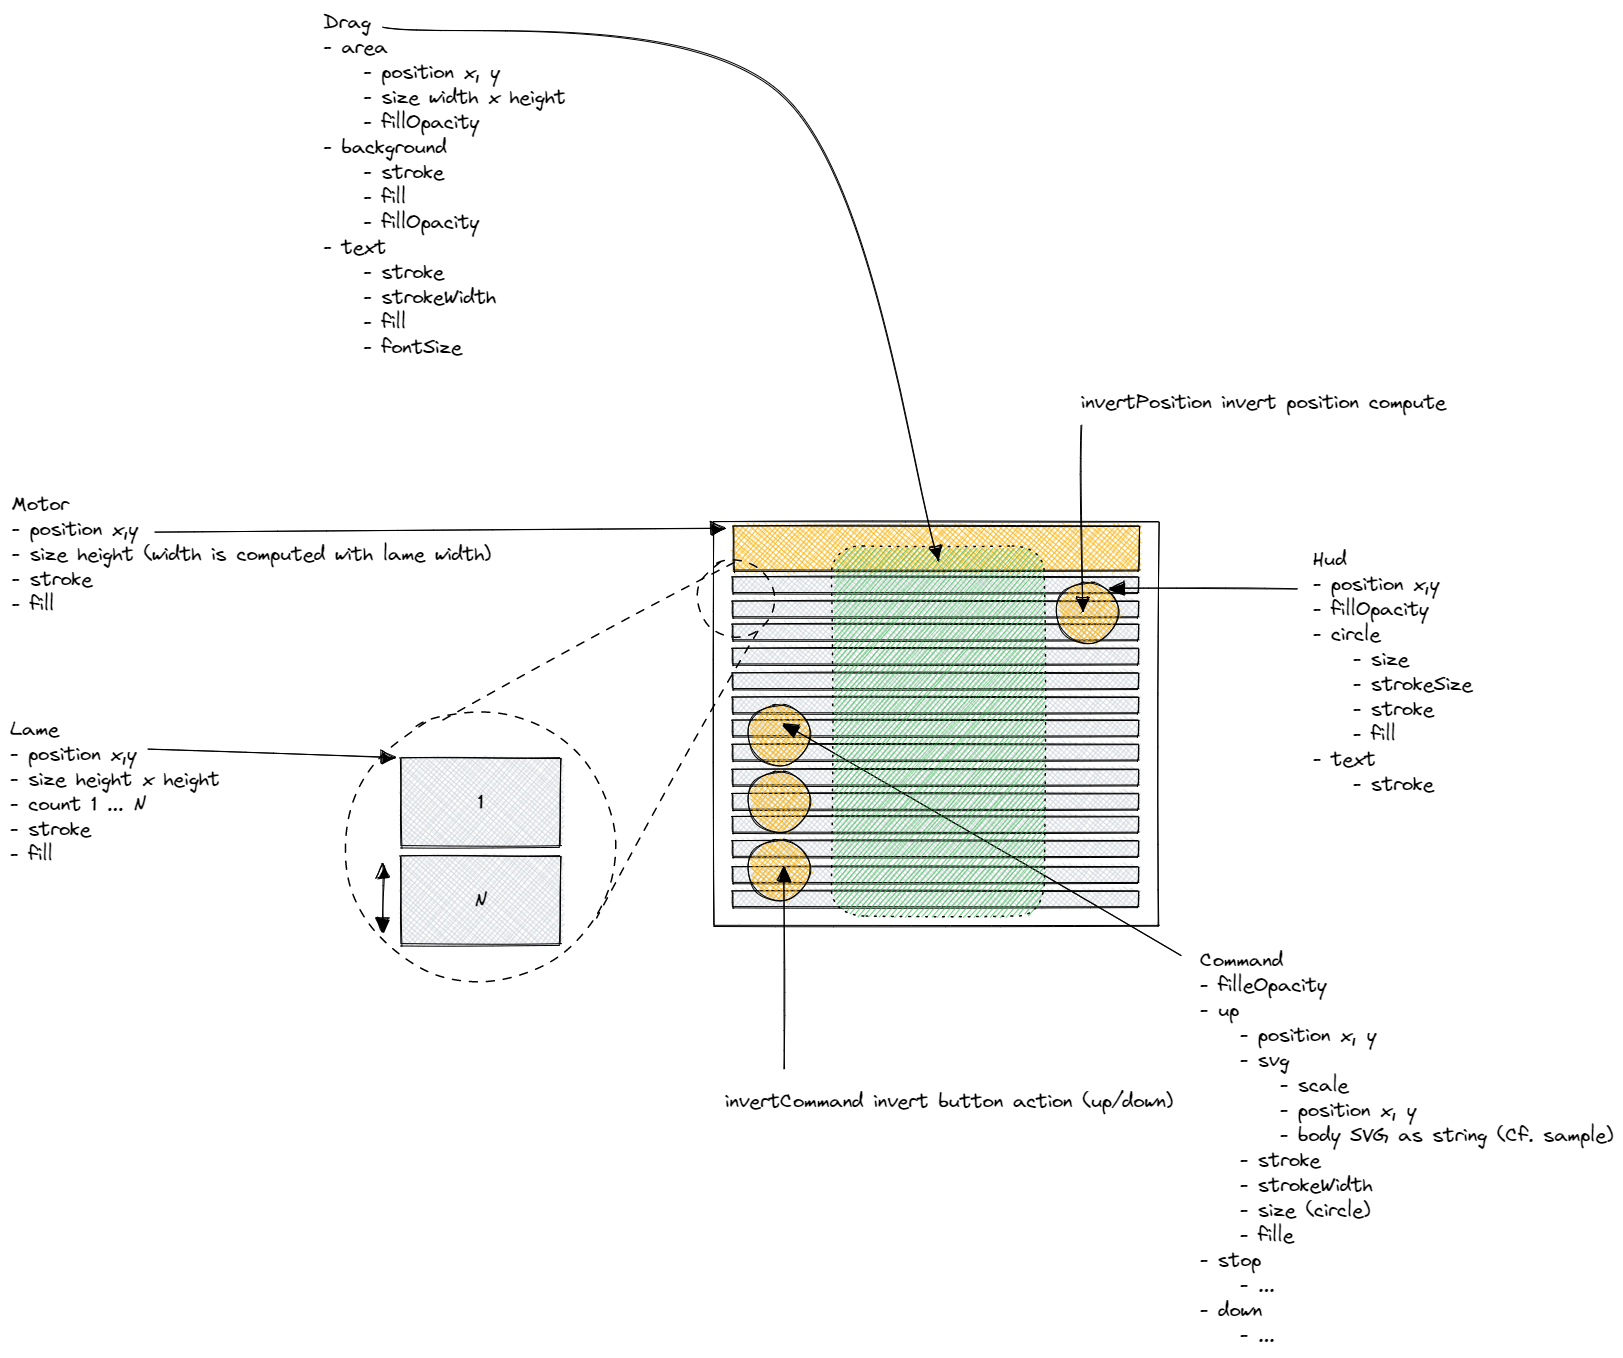 Drag
- area
- position x, y
- size width x height
- fillOpacity
- background
- stroke
- fill
- fillOpacity
- text
- stroke
- strokeWidth
- fill
- fontSize
invertPosition invert position compute
Motor
- position x,y
- size height (width is computed with lame width)
- stroke
- fill
Hud
- position x,y
- fillOpacity
- circle
- size
- strokeSize
- stroke
- fill
- text
- stroke
Lame
- position x,y
- size height x height
- count 1 ... N
- stroke
- fill
1
N
Command
- filleOpacity
- up
- position x, y
- svg
- scale
- position x, y
- body SVG as string (Cf. sample)
- stroke
- strokeWidth
- size (circle)
- fille
- stop
- ...
- down
- ...
invertCommand invert button action (up/down)